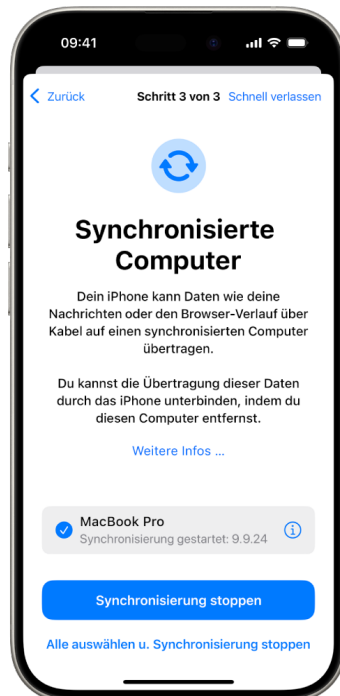 09:41
Zurück Schritt 3 von 3 Schnell verlassen
Synchronisierte
Computer
Dein iPhone kann Daten wie deine
Nachrichten oder den Browser-Verlauf über
Kabel auf einen synchronisierten Computer
übertragen.
Du kannst die Übertragung dieser Daten
durch das iPhone unterbinden, indem du
diesen Computer entfernst.
Weitere Infos ...
MacBook Pro
Synchronisierung gestartet: 9.9.24
Synchronisierung stoppen
Alle auswählen u. Synchronisierung stoppen